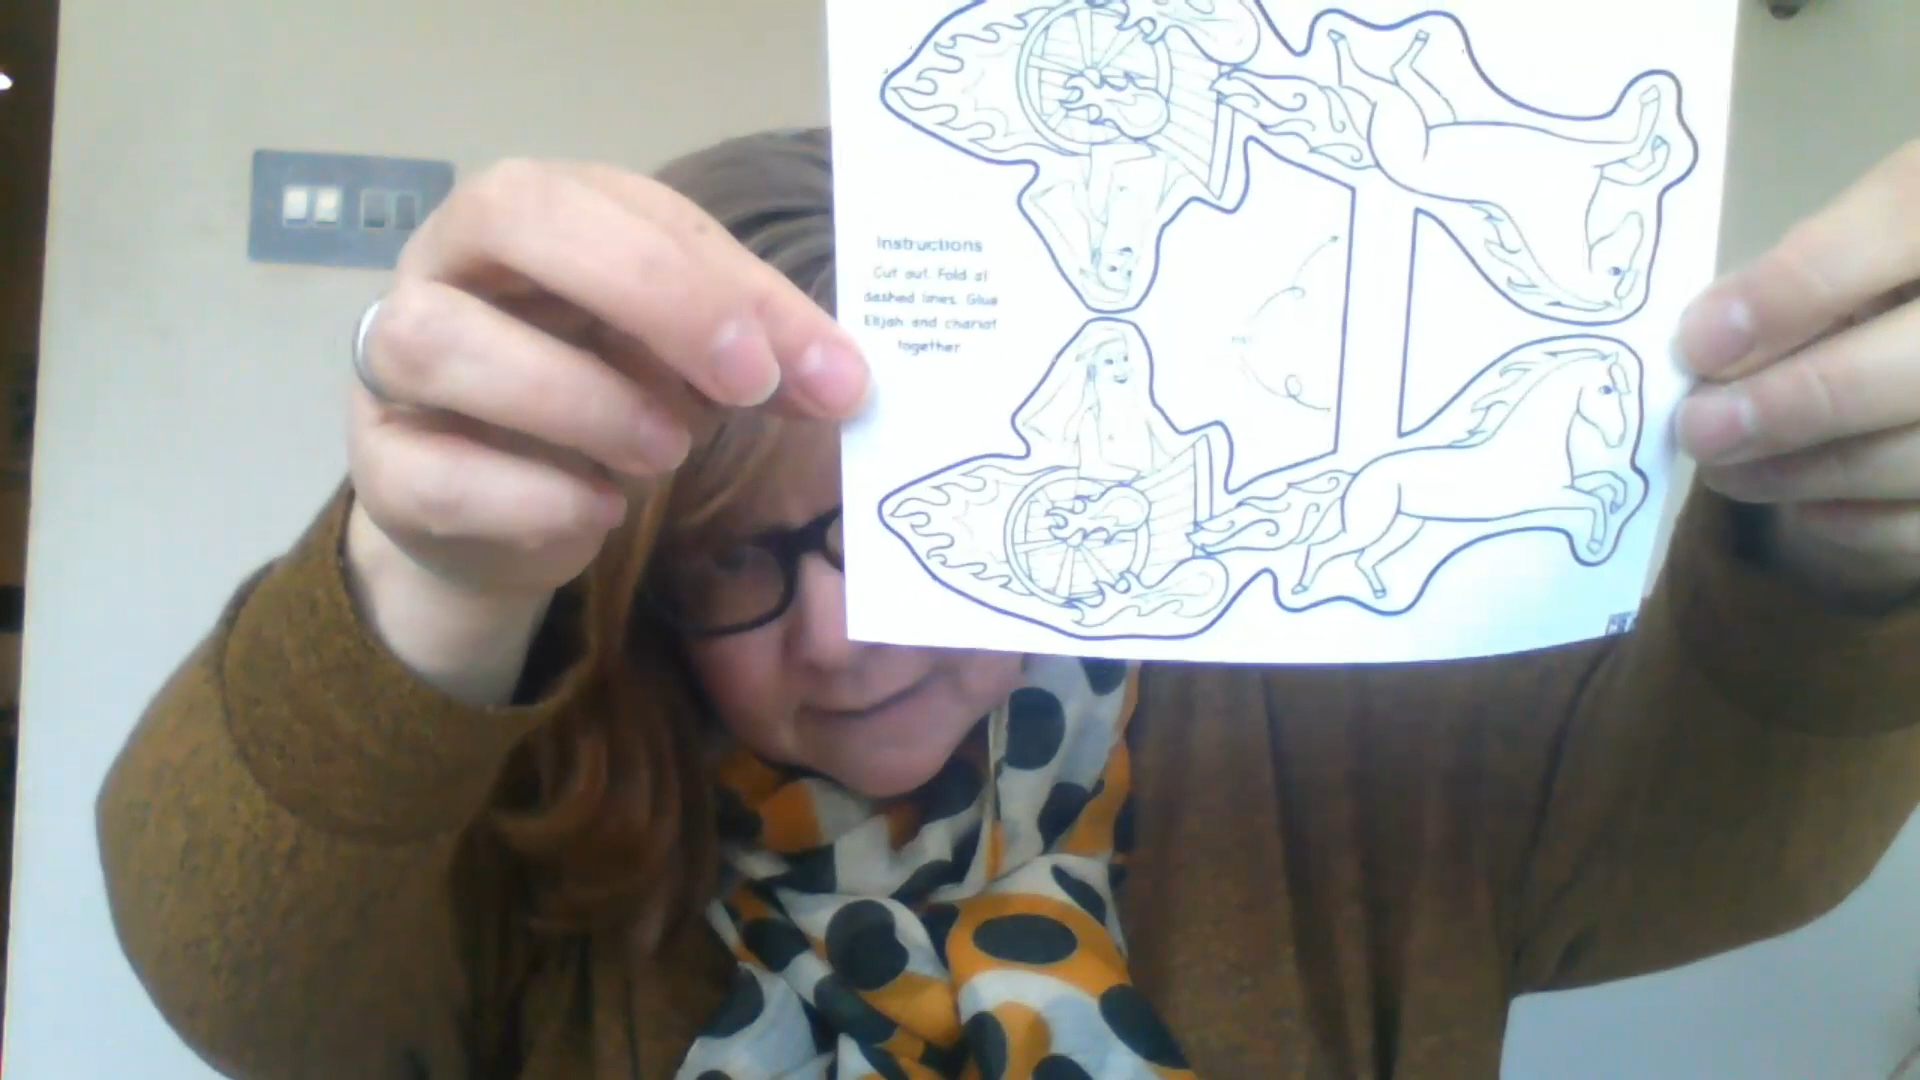 Instructions
Cut out. Fold at
dashed lines. Glue
Elijah and chariot
together